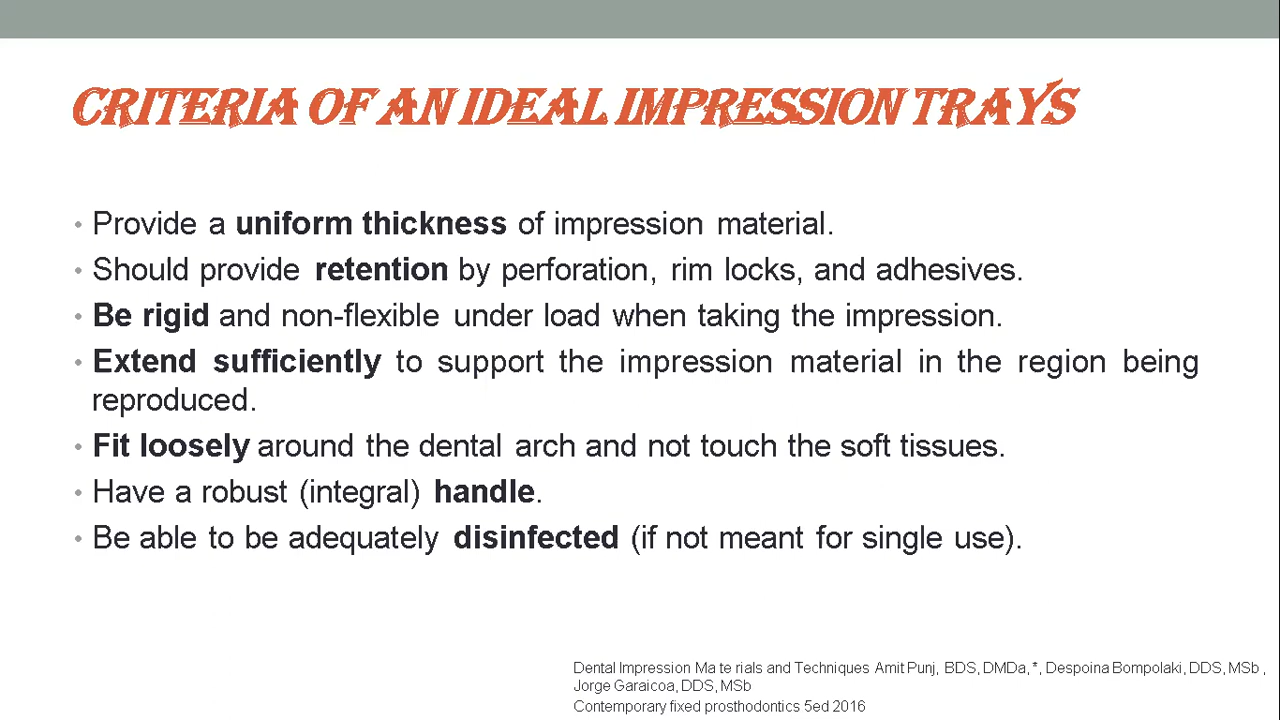 CRITERIA OF AN IDEAL IMPRESSION TRAYS
• Provide a uniform thickness of impression material.
• Should provide retention by perforation, rim locks, and adhesives.
• Be rigid and non-flexible under load when taking the impression.
• Extend sufficiently to support the impression material in the region being
reproduced.
• Fit loosely around the dental arch and not touch the soft tissues.
• Have a robust (integral) handle.
• Be able to be adequately disinfected (if not meant for single use).
Dental Impression Ma te rials and Techniques Amit Punj, BDS, DMDa,*, Despoina Bompolaki, DDS, MSb ,
Jorge Garaicoa, DDS, MSb
Contemporary fixed prosthodontics 5ed 2016